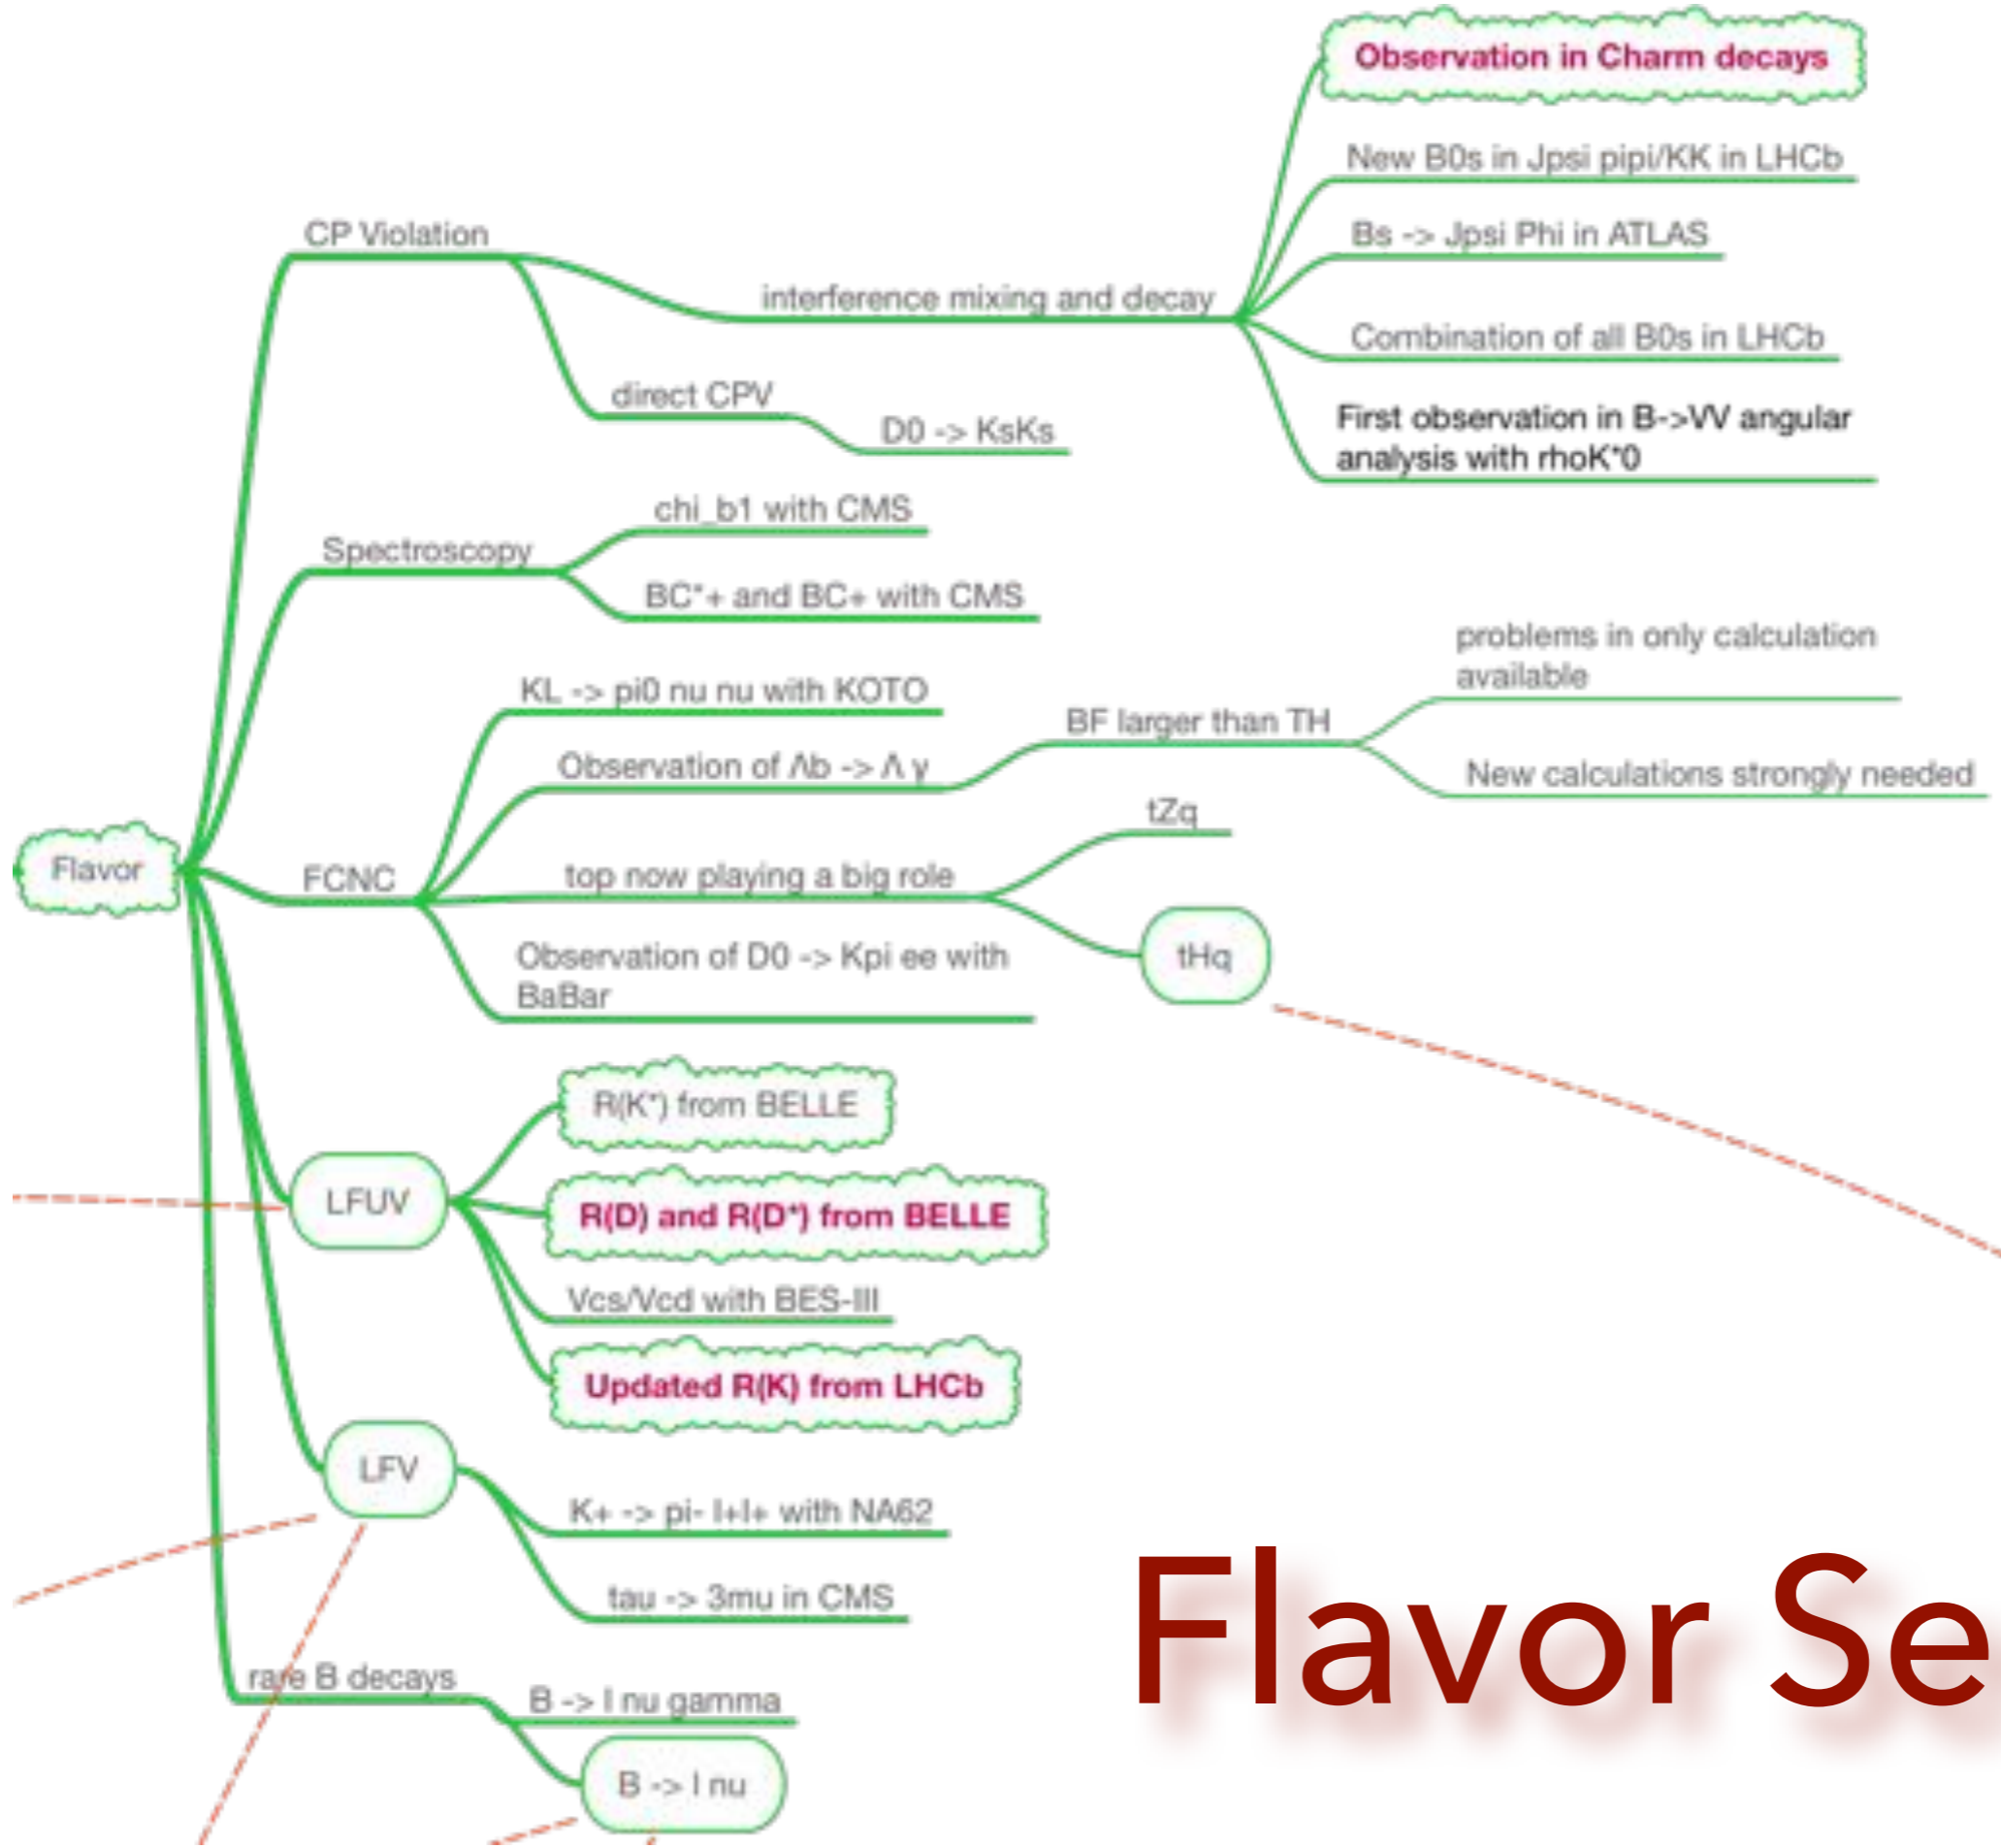 Observation in Charm decays
New B0s in Jpsi pipi/KK in LHCb
CP Violation
Bs -> Jpsi Phi in ATLAS
interference mixing and decay
Combination of all B0s in LHCb
direct CPV
D0 -> KsKs
First observation in B->VV angular
analysis with rhoK*0
chi_b1 with CMS
Spectroscopy
BC*+ and BC+ with CMS
problems in only calculation
available
KL -> pi0 nu nu with KOTO
BF larger than TH
Observation of Λb -> Λ γ
New calculations strongly needed
tZq
Flavor
FCNC
top now playing a big role
tHq
Observation of D0 -> Kpi ee with
BaBar
R(K*) from BELLE
LFUV
R(D) and R(D*) from BELLE
Vcs/Vcd with BES-III
Updated R(K) from LHCb
LFV
K+ -> pi- l+l+ with NA62
tau -> 3mu in CMS
rare B decays
B -> l nu gamma
B -> l nu
Flavor Se